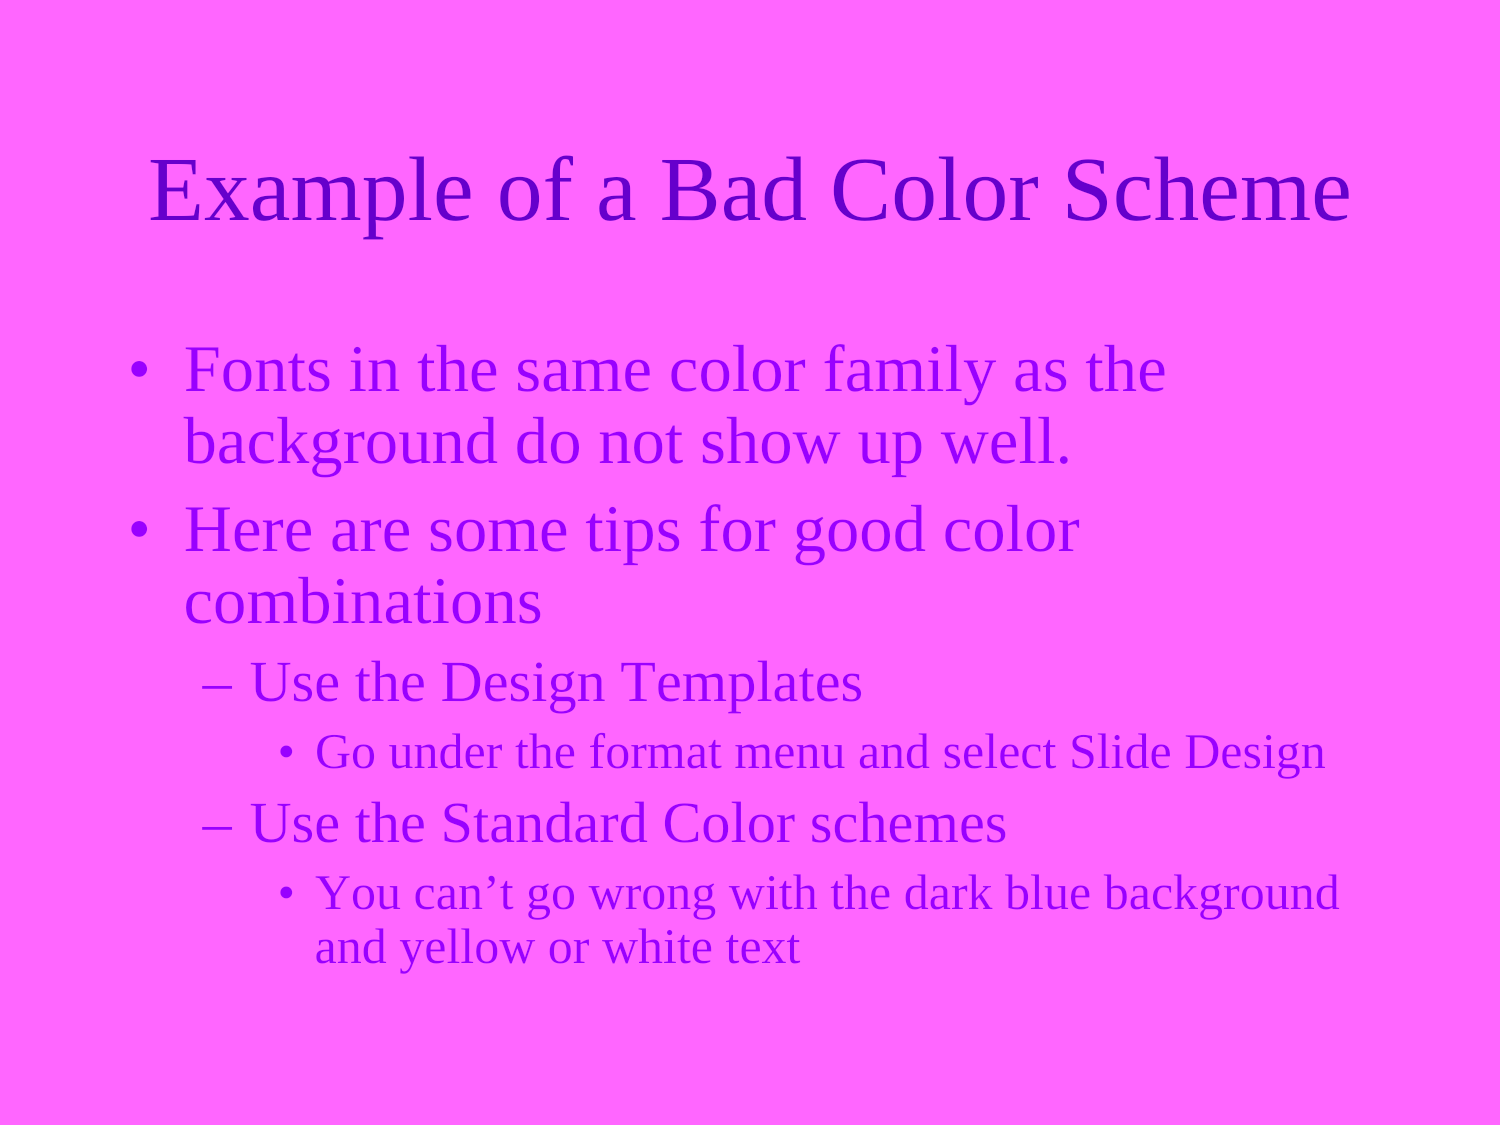 Example of a Bad Color Scheme
• Fonts in the same color family as the
background do not show up well.
• Here are some tips for good color
combinations
– Use the Design Templates
• Go under the format menu and select Slide Design
– Use the Standard Color schemes
• You can’t go wrong with the dark blue background
and yellow or white text